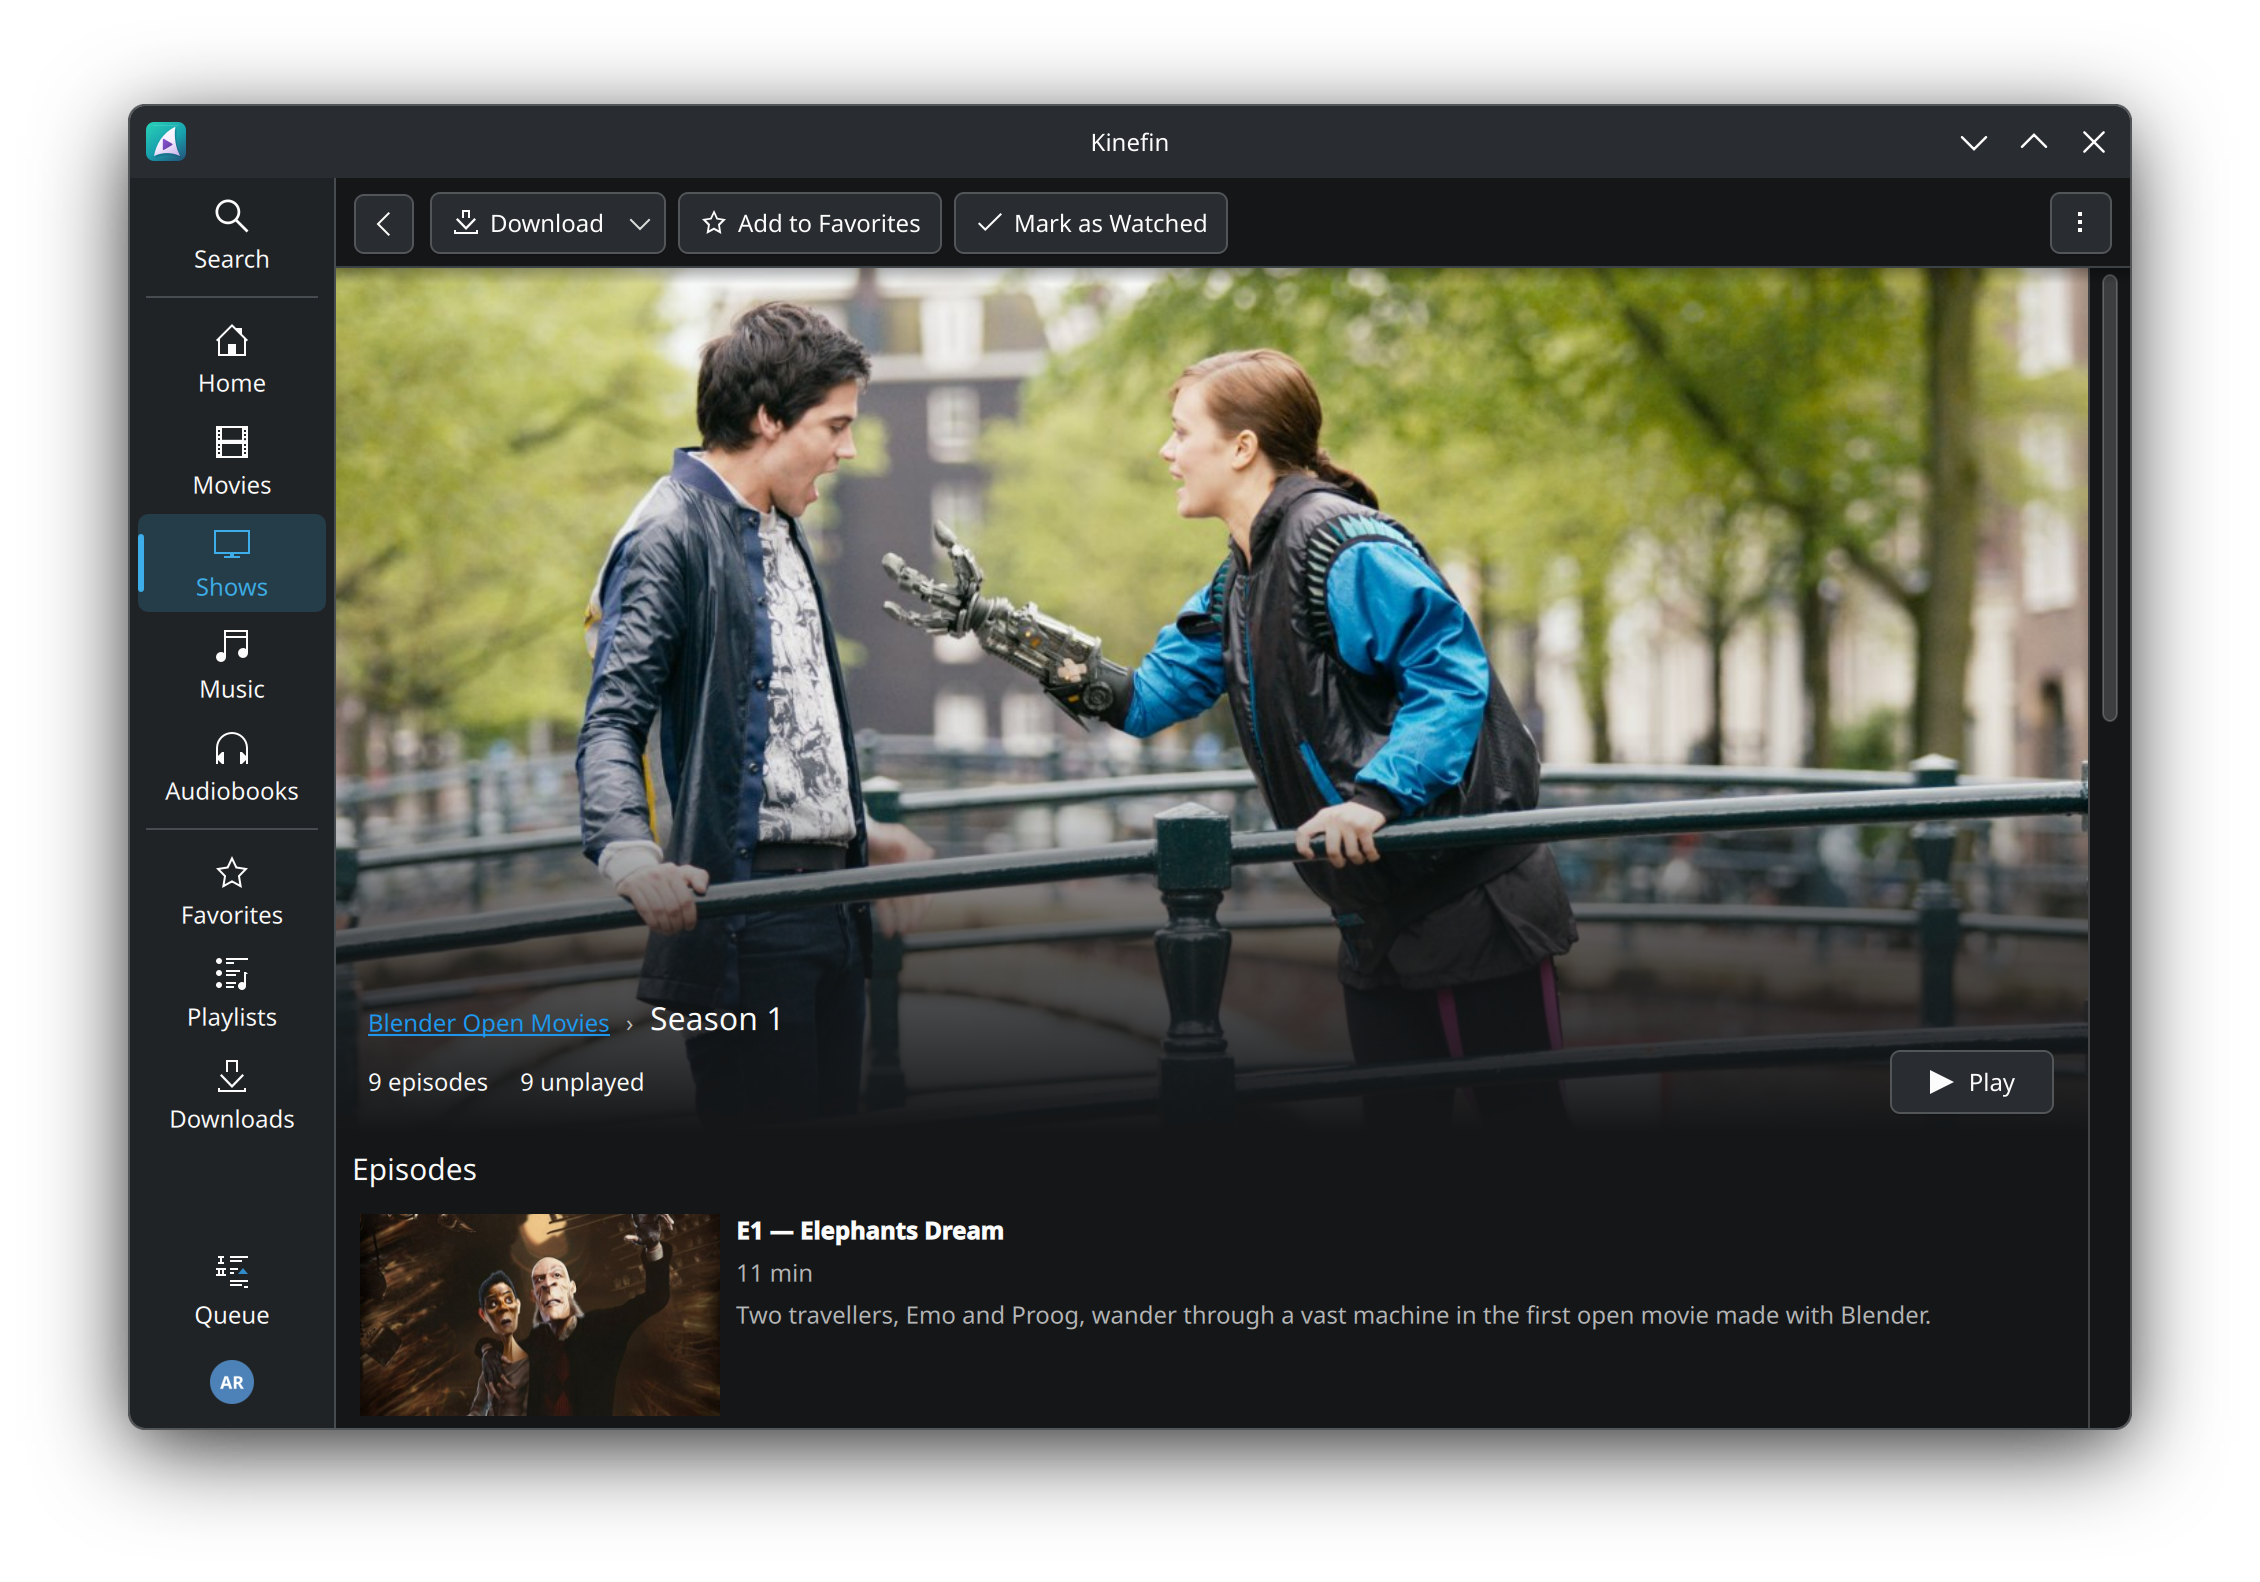 Kinefin
Search
Download
Add to Favorites
Mark as Watched
Home
Movies
Shows
Music
Audiobooks
Favorites
Playlists
Downloads
Queue
AR
Blender Open Movies › Season 1
9 episodes 9 unplayed
Play
Episodes
E1 — Elephants Dream
11 min
Two travellers, Emo and Proog, wander through a vast machine in the first open movie made with Blender.